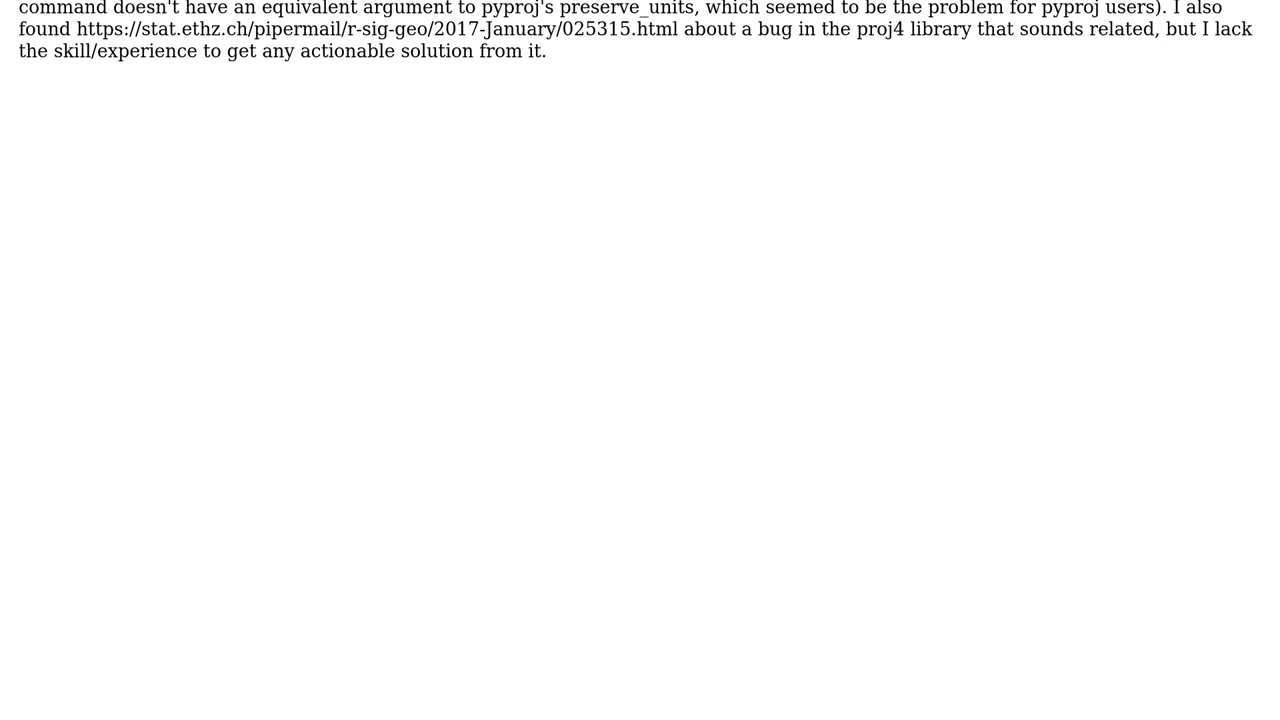 command doesn't have an equivalent argument to pyproj's preserve_units, which seemed to be the problem for pyproj users). I also
found https://stat.ethz.ch/pipermail/r-sig-geo/2017-January/025315.html about a bug in the proj4 library that sounds related, but I lack
the skill/experience to get any actionable solution from it.